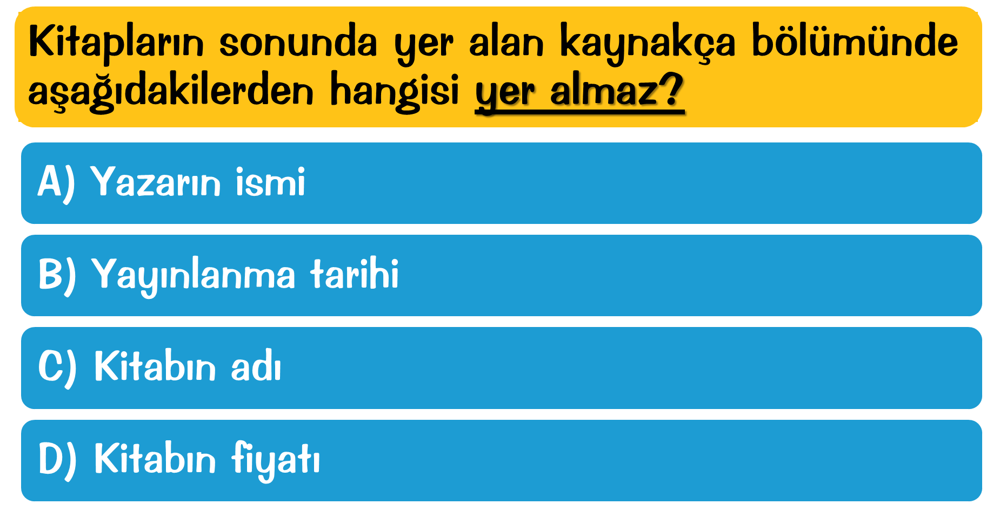 Kitapların sonunda yer alan kaynakça bölümünde
aşağıdakilerden hangisi yer almaz?
A) Yazarın ismi
B) Yayınlanma tarihi
C) Kitabın adı
D) Kitabın fiyatı